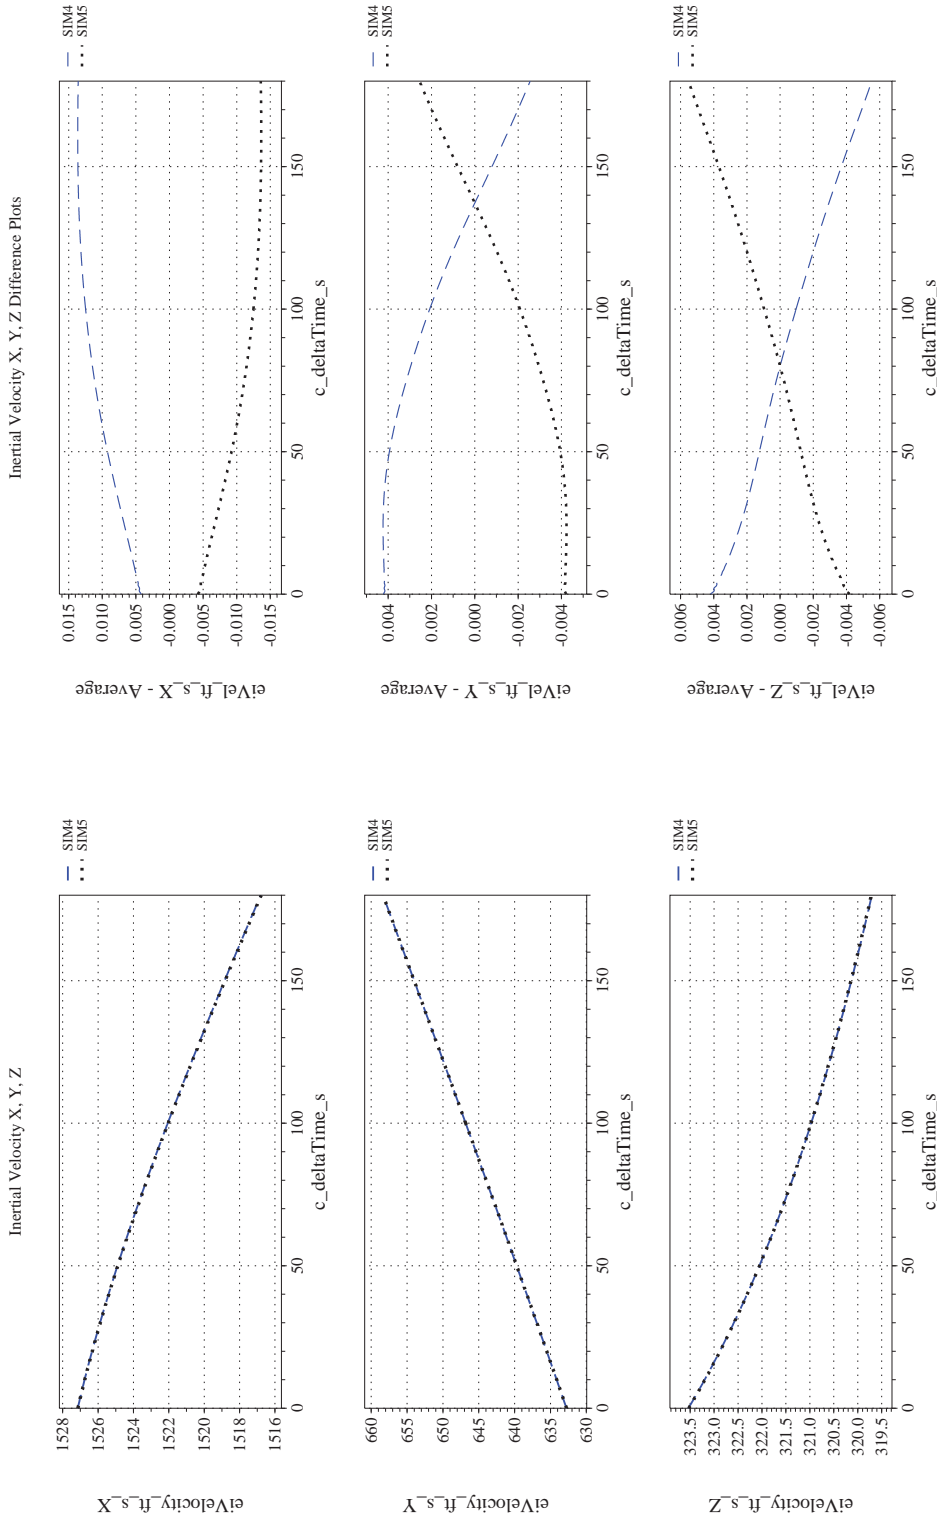 Inertial Velocity X, Y, Z
eiVelocity_ft_s_X
1528
1526
1524
1522
1520
1518
1516
0
50
100
150
c_deltaTime_s
SIM4
SIM5
eiVelocity_ft_s_Y
660
655
650
645
640
635
630
0
50
100
150
c_deltaTime_s
SIM4
SIM5
eiVelocity_ft_s_Z
323.5
323.0
322.5
322.0
321.5
321.0
320.5
320.0
319.5
0
50
100
150
c_deltaTime_s
SIM4
SIM5
Inertial Velocity X, Y, Z Difference Plots
eiVel_ft_s_X - Average
0.015
0.010
0.005
0.000
-0.005
-0.010
-0.015
0
50
100
150
c_deltaTime_s
SIM4
SIM5
eiVel_ft_s_Y - Average
0.004
0.002
0.000
-0.002
-0.004
0
50
100
150
c_deltaTime_s
SIM4
SIM5
eiVel_ft_s_Z - Average
0.006
0.004
0.002
0.000
-0.002
-0.004
-0.006
0
50
100
150
c_deltaTime_s
SIM4
SIM5